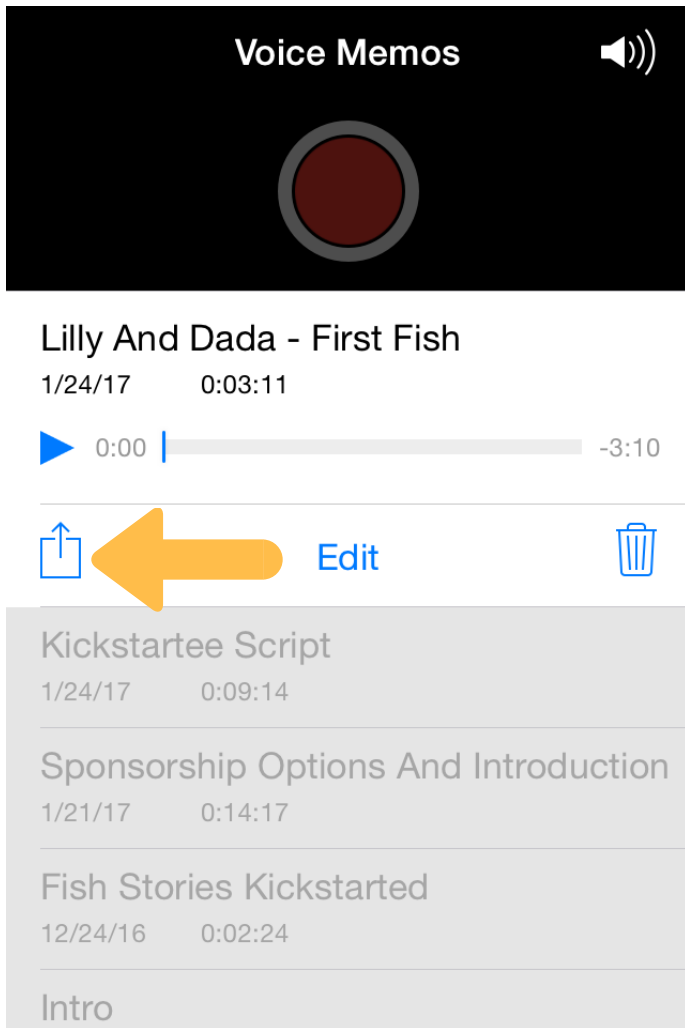 Voice Memos
Lilly And Dada - First Fish
1/24/17 0:03:11
0:00 -3:10
Edit
Kickstartee Script
1/24/17 0:09:14
Sponsorship Options And Introduction
1/21/17 0:14:17
Fish Stories Kickstarted
12/24/16 0:02:24
Intro